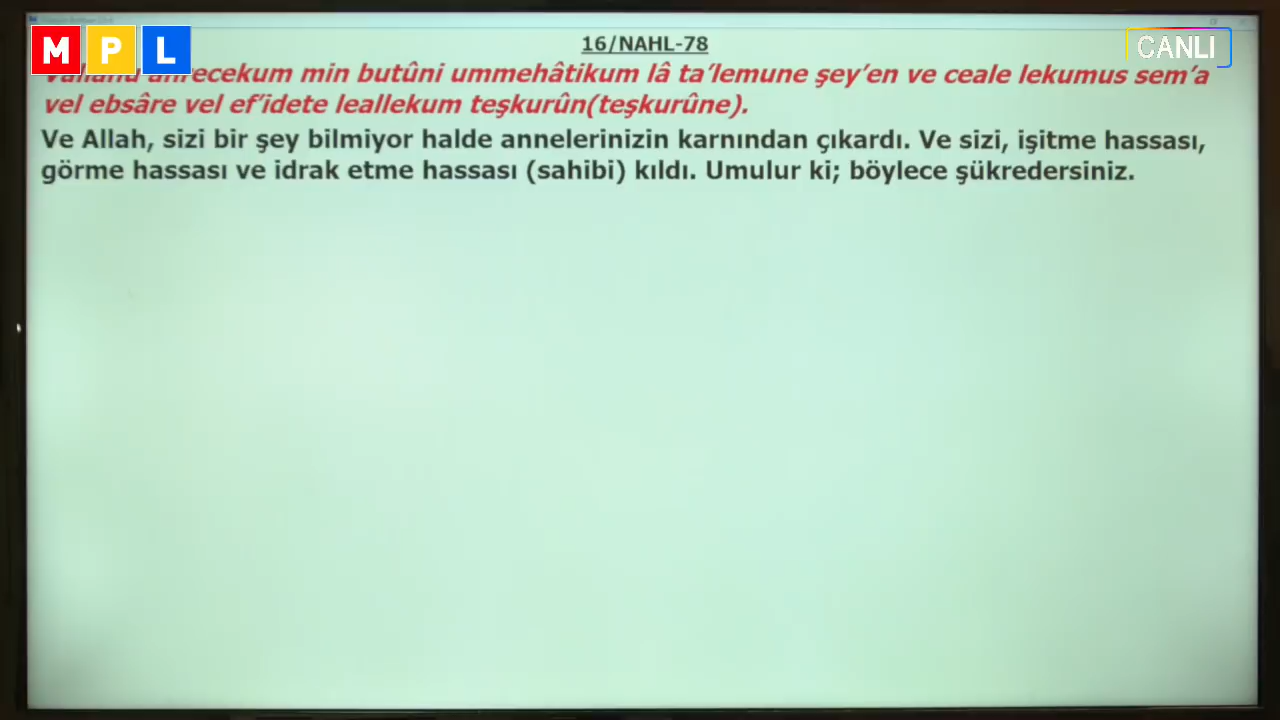 16/NAHL-78
MPL
CANLI
min butûni ummehâtikum lâ ta’lemune şey’en ve ceale lekumus sem’a
vel ebsâre vel ef’idete leallekum teşkurûn(teşkurûne).
Ve Allah, sizi bir şey bilmiyor halde annelerinizin karnından çıkardı. Ve sizi, işitme hassası,
görme hassası ve idrak etme hassası (sahibi) kıldı. Umulur ki; böylece şükredersiniz.